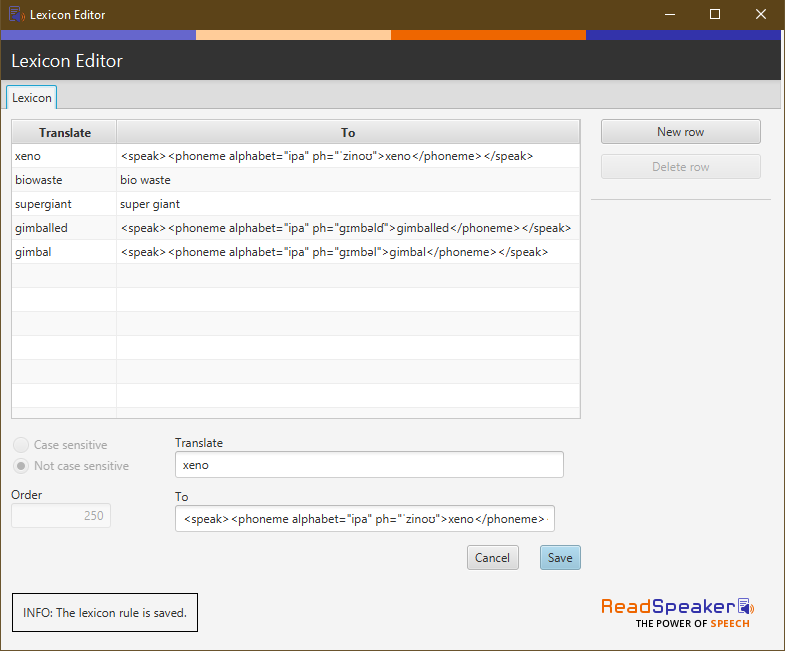 Lexicon Editor
Lexicon Editor
Lexicon
Translate To
xeno <speak><phoneme alphabet="ipa" ph="ˈzinoʊ">xeno</phoneme></speak>
biowaste bio waste
supergiant super giant
gimballed <speak><phoneme alphabet="ipa" ph="gɪmbəlɗ">gimballed</phoneme></speak>
gimbal <speak><phoneme alphabet="ipa" ph="gɪmbəl">gimbal</phoneme></speak>
New row
Delete row
Case sensitive
Not case sensitive
Order
250
Translate
xeno
To
<speak><phoneme alphabet="ipa" ph="ˈzinoʊ">xeno</phoneme>
Cancel Save
INFO: The lexicon rule is saved.
ReadSpeaker
THE POWER OF SPEECH